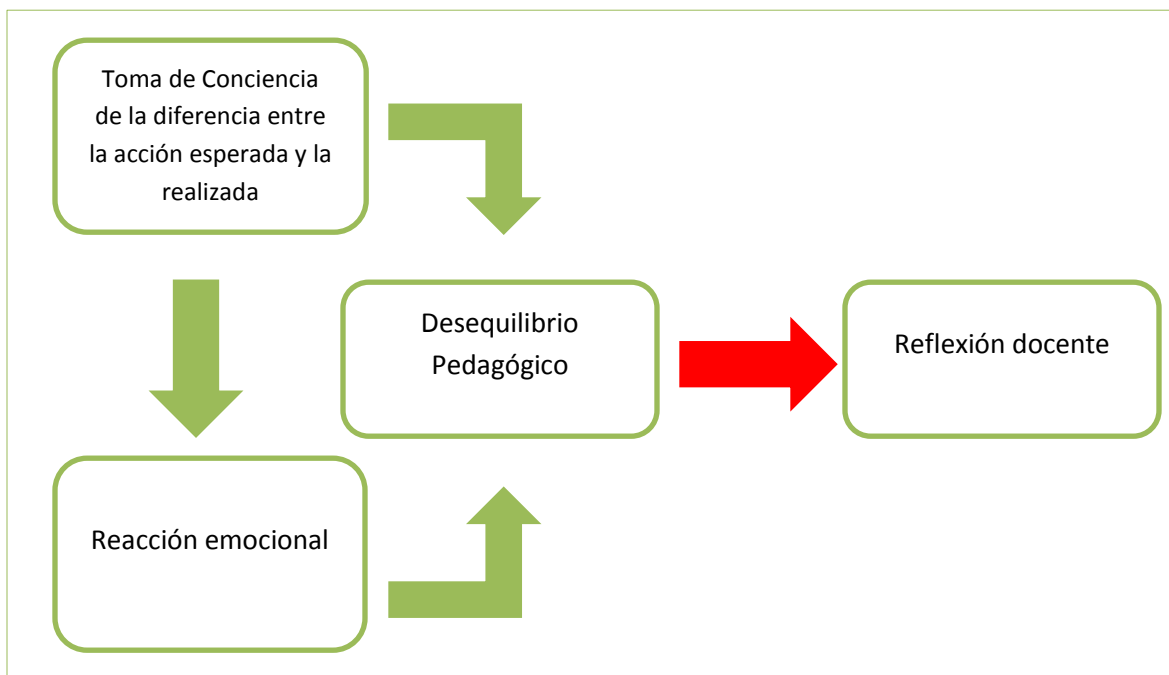 Toma de Conciencia
de la diferencia entre
la acción esperada y la
realizada
Desequilibrio
Pedagógico
Reflexión docente
Reacción emocional